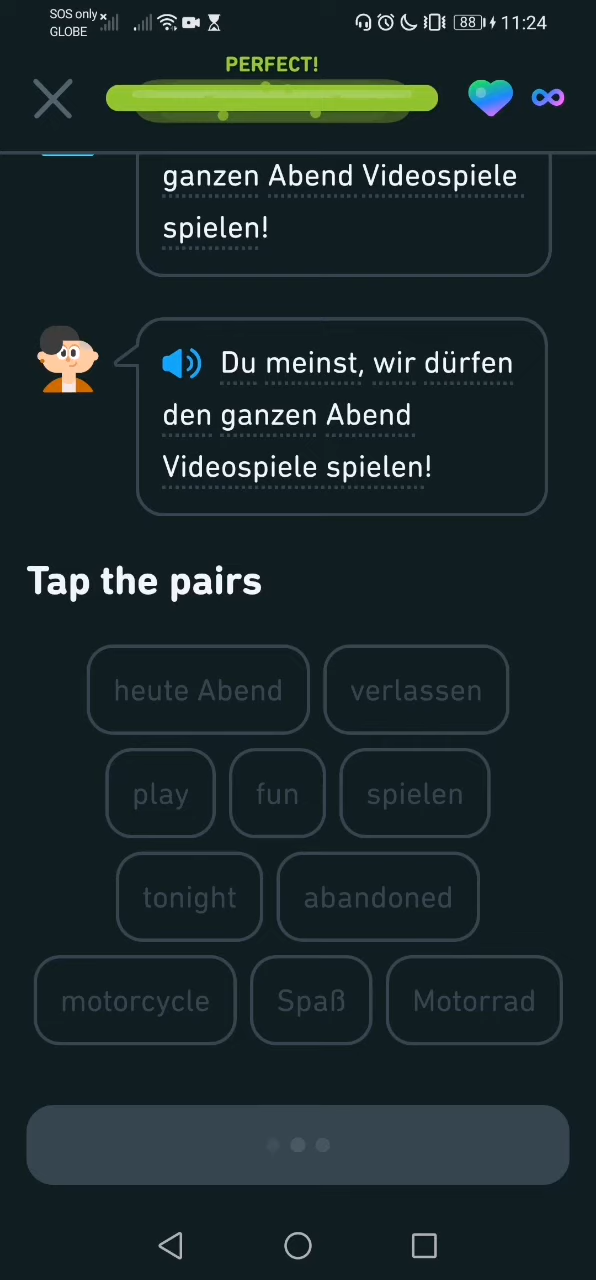 SOS only
GLOBE
88
11:24
PERFECT!
ganzen Abend Videospiele
spielen!
Du meinst, wir dürfen
den ganzen Abend
Videospiele spielen!
Tap the pairs
heute Abend
verlassen
play
fun
spielen
tonight
abandoned
motorcycle
Spaß
Motorrad